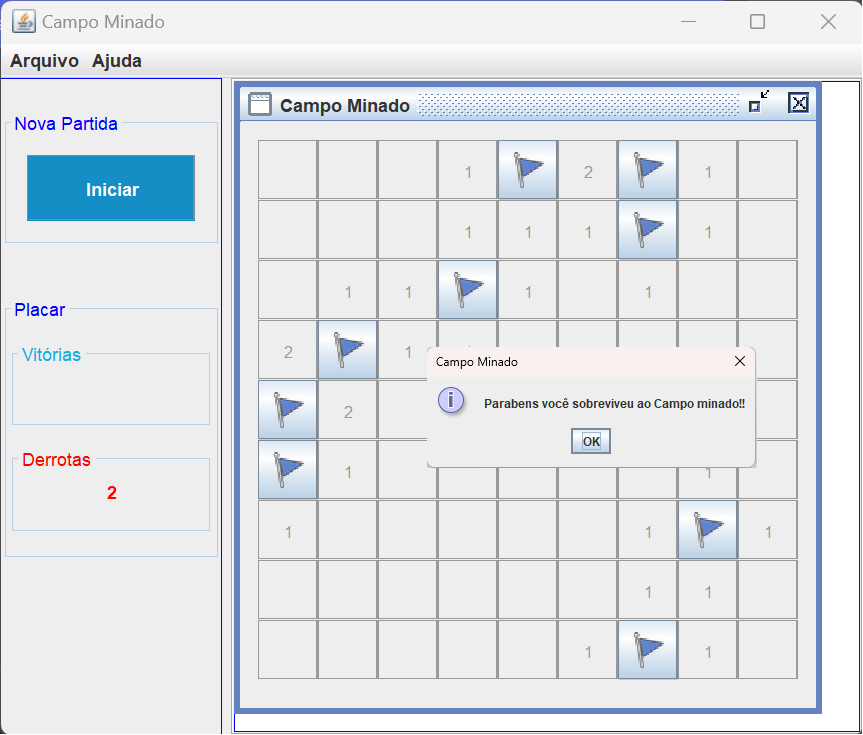 Campo Minado
Arquivo Ajuda
Nova Partida
Iniciar
Placar
Vitórias
Derrotas
2
Campo Minado
1 2 1
1 1 1 1
1 1 1 1
2 1
Campo Minado
Parabens você sobreviveu ao Campo minado!!
OK
2
1 1
1 1 1
1 1
1 1